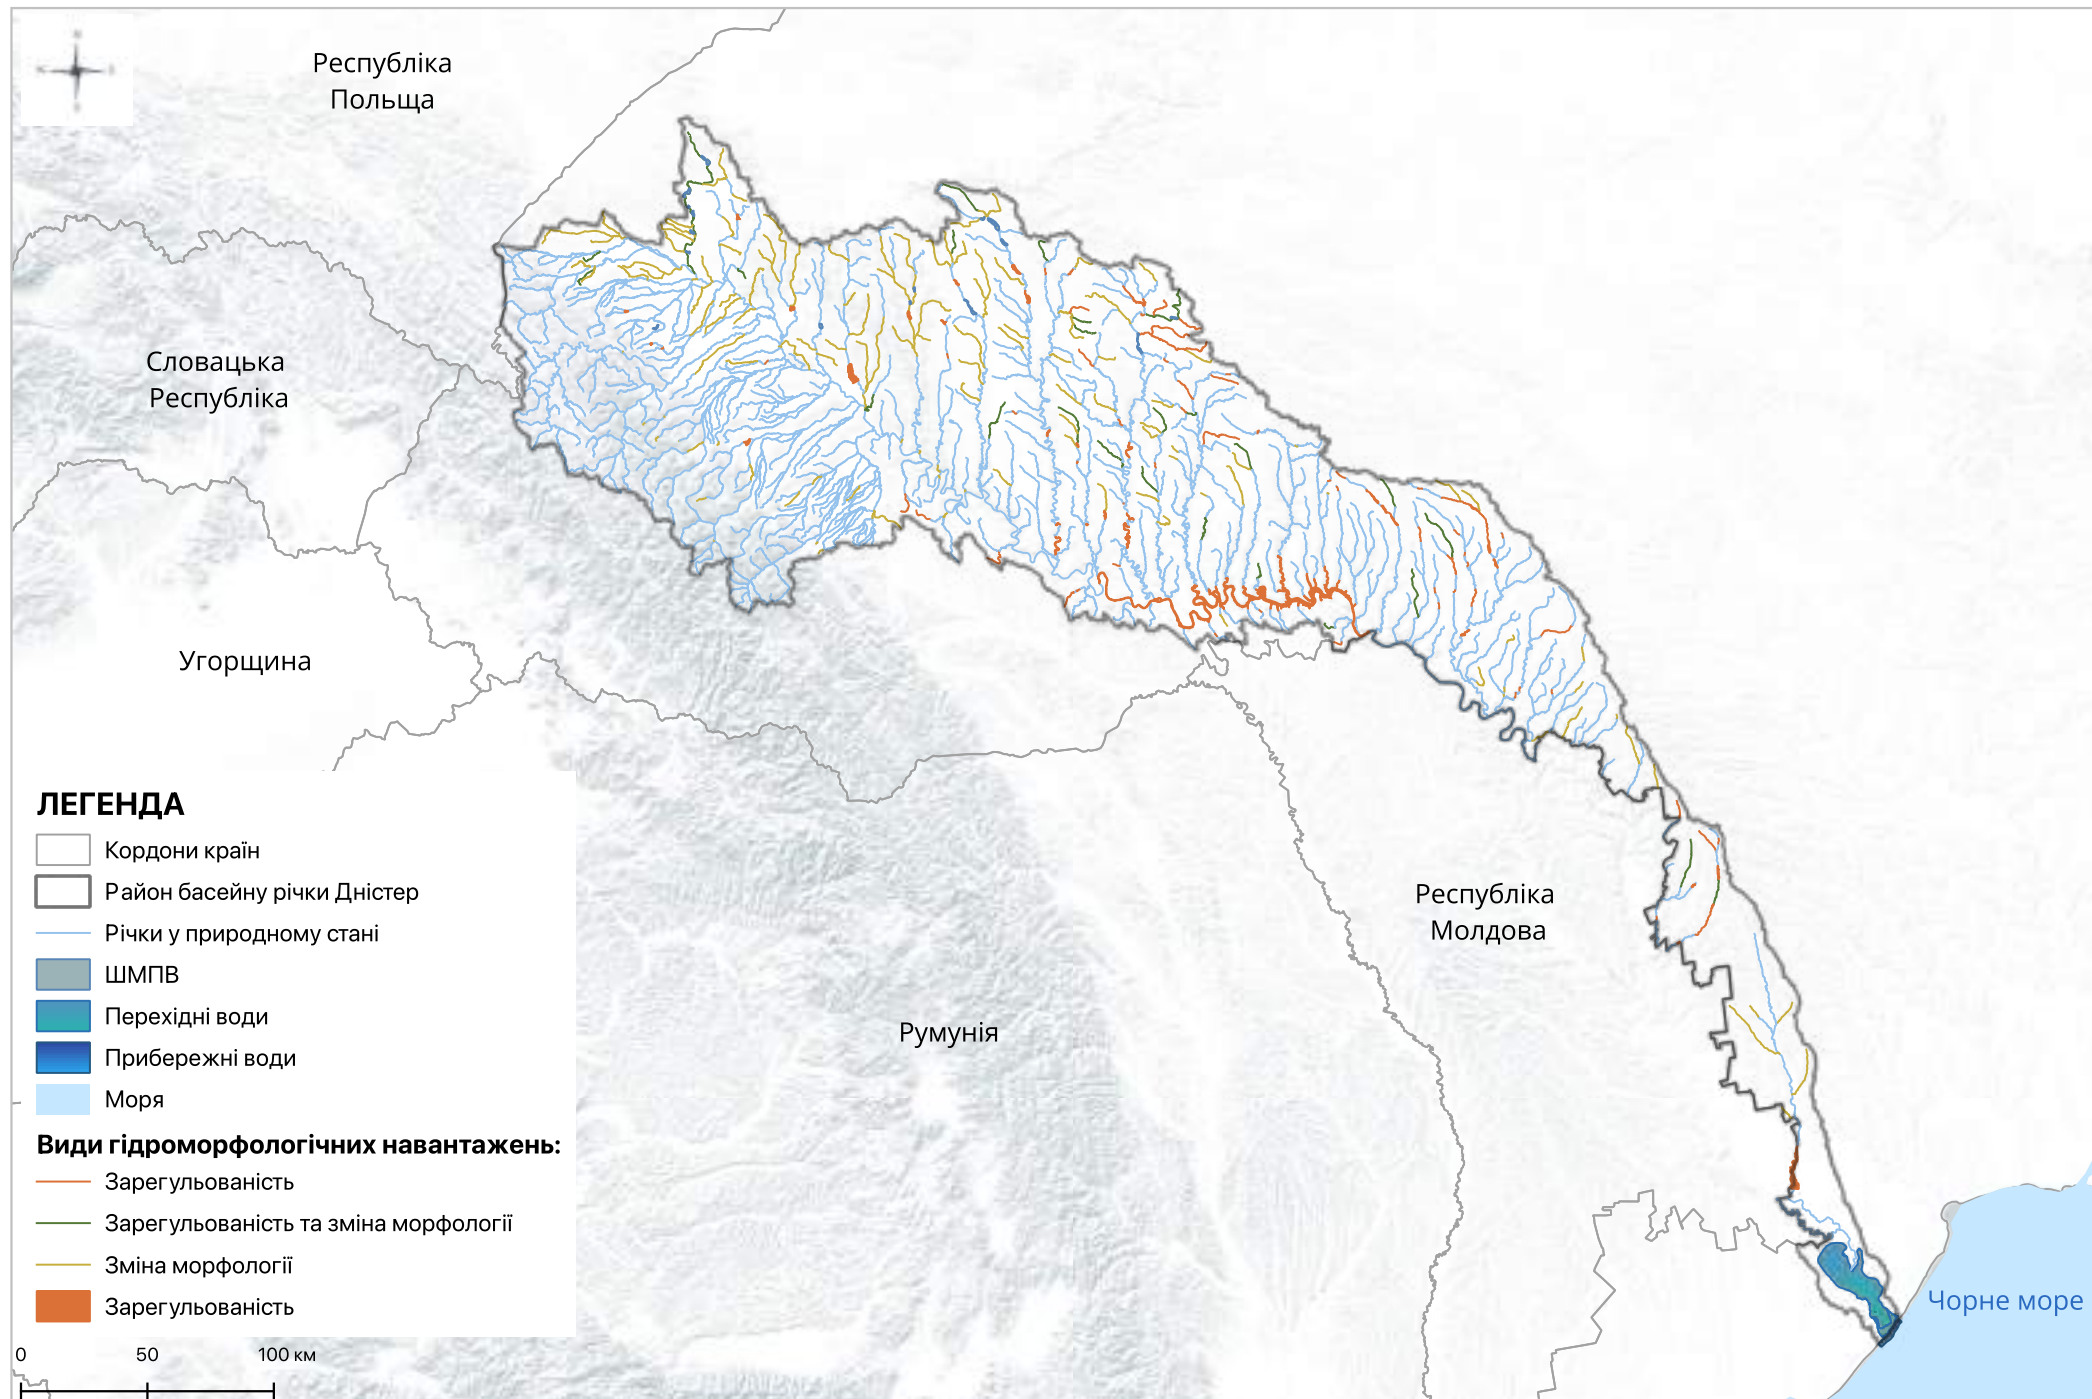 Республіка
Польща
Словацька
Республіка
Угорщина
Республіка
Молдова
Румунія
Чорне море
ЛЕГЕНДА
Кордони країн
Район басейну річки Дністер
Річки у природному стані
ШМПВ
Перехідні води
Прибережні води
Моря
Види гідроморфологічних навантажень:
Зарегульованість
Зарегульованість та зміна морфології
Зміна морфології
Зарегульованість
0 50 100 км